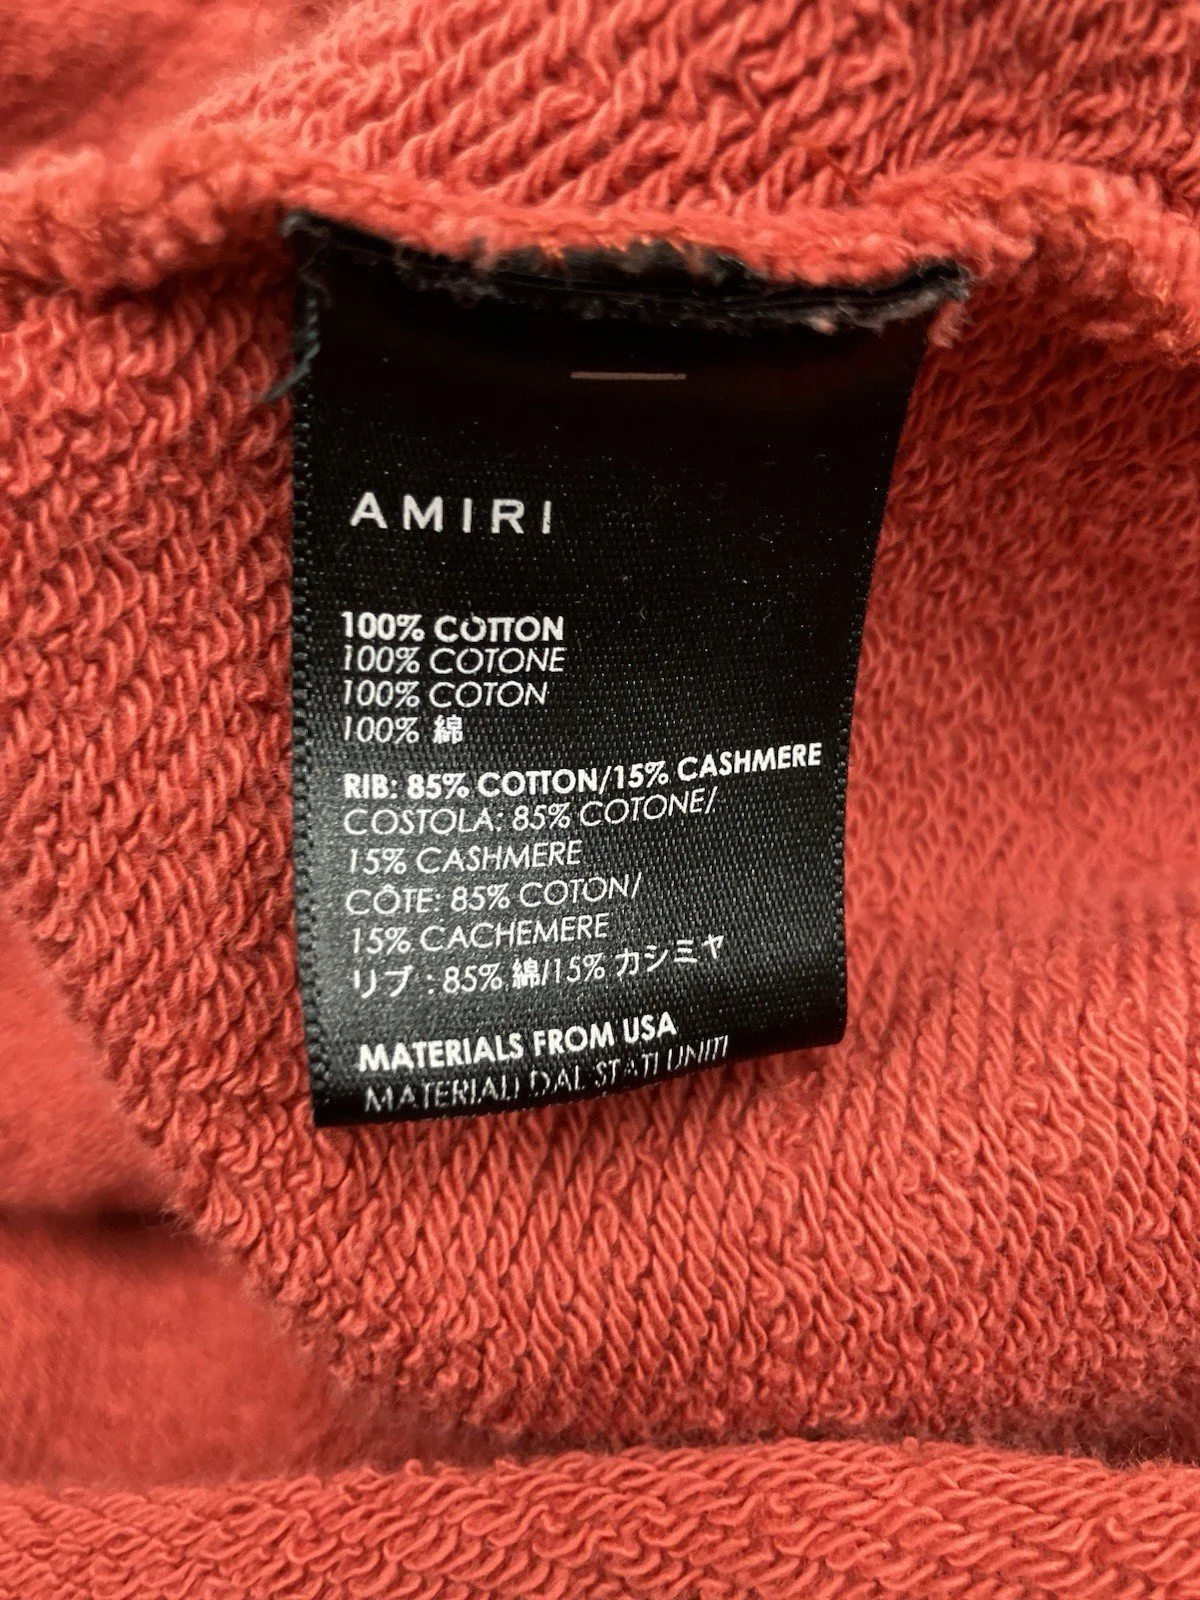 AMIRI
100% COTTON
100% COTONE
100% COTON
100% 綿
RIB: 85% COTTON/15% CASHMERE
COSTOLA: 85% COTONE/
15% CASHMERE
CÔTE: 85% COTON/
15% CACHEMERE
リブ : 85% 綿/15% カシミヤ
MATERIALS FROM USA
MATERIALI DAL STATI UNITI